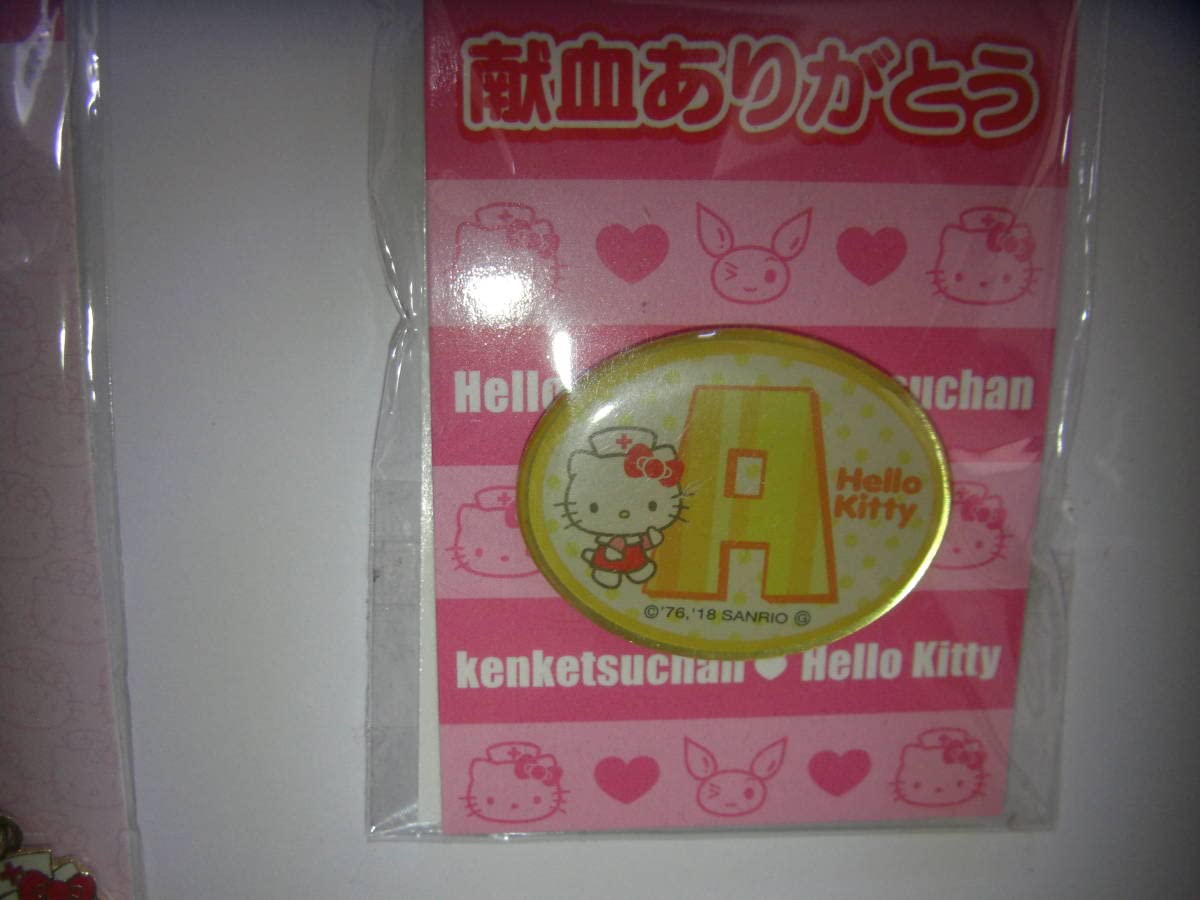 献血ありがとう
Hello
suchan
A
Hello
Kitty
©'76,'18 SANRIO Ⓖ
kenketsuchan ♥ Hello Kitty